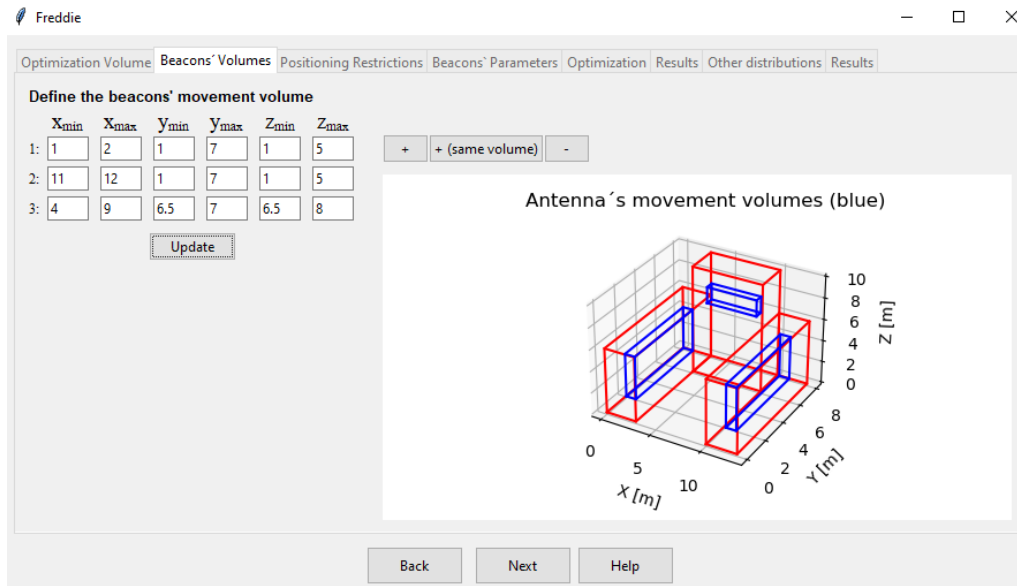 Freddie
Optimization Volume Beacons´ Volumes Positioning Restrictions Beacons` Parameters Optimization Results Other distributions Results
Define the beacons' movement volume
xmin xmax ymin ymax zmin zmax
1: 1 2 1 7 1 5
+ + (same volume) -
2: 11 12 1 7 1 5
3: 4 9 6.5 7 6.5 8
Update
Antenna´s movement volumes (blue)
10
8
6
4
2
0
Z [m]
0
5
10
X [m]
0
2
4
6
8
Y [m]
Back Next Help